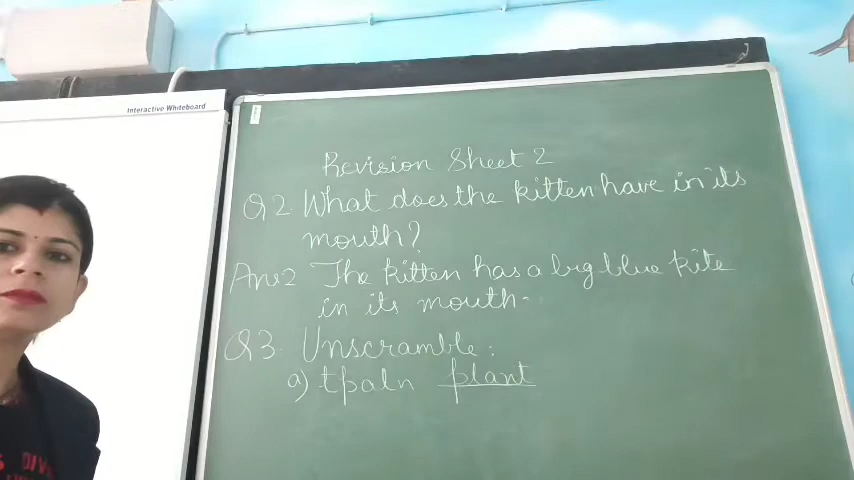 Interactive Whiteboard
Revision Sheet 2
Q2 What does the kitten have in its
mouth?
Ans2 The kitten has a big blue kite
in its mouth.
Q3. Unscramble:
a) tpaln plant
DIV